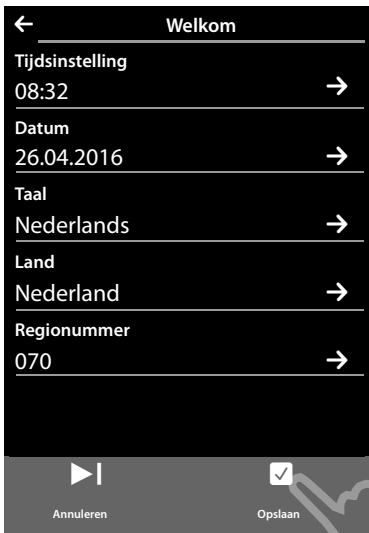 Welkom
Tijdsinstelling
08:32
Datum
26.04.2016
Taal
Nederlands
Land
Nederland
Regionummer
070
Annuleren Opslaan